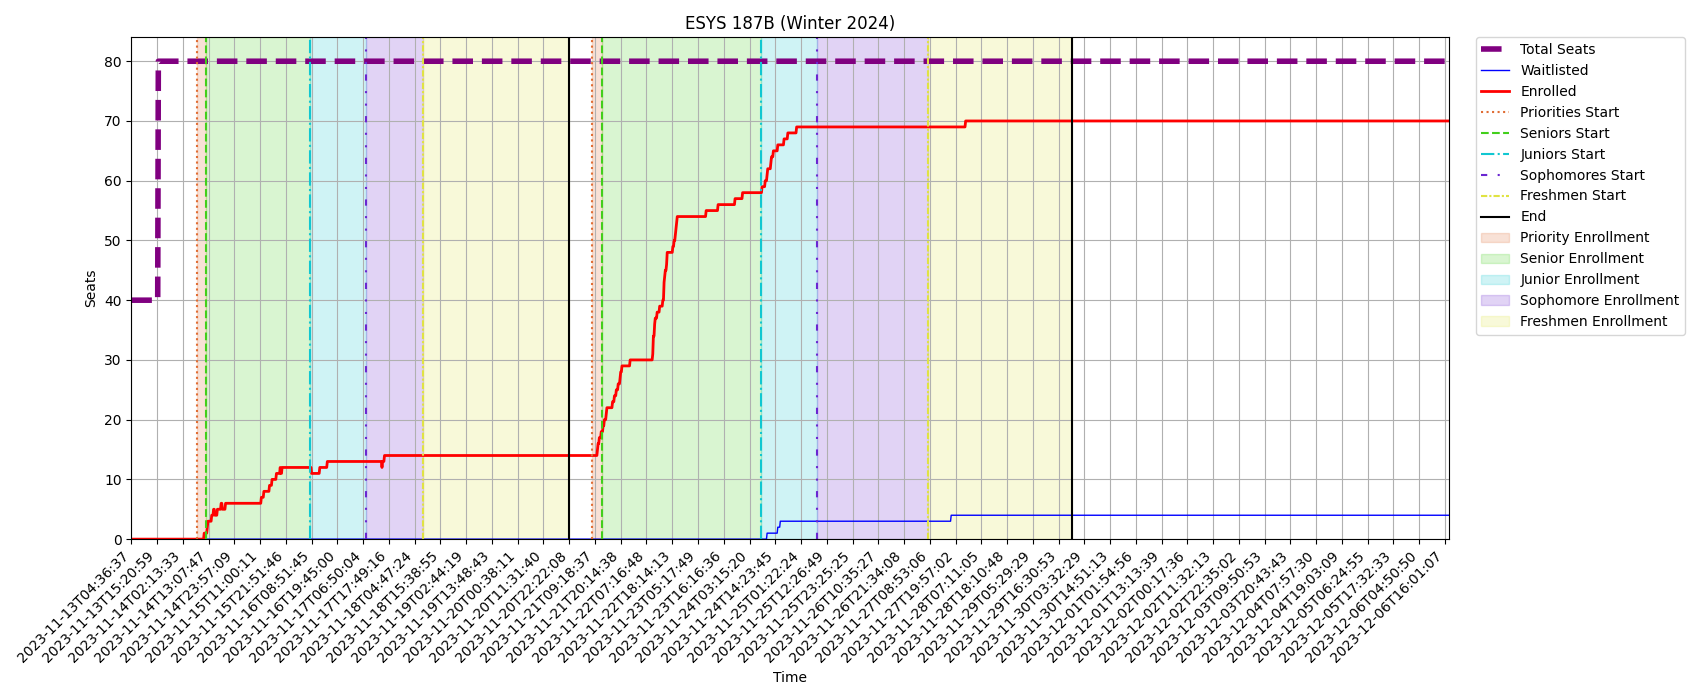 ESYS 187B (Winter 2024)
Seats
80
70
60
50
40
30
20
10
0
2023-11-13T04:36:37
2023-11-13T15:20:59
2023-11-14T02:13:33
2023-11-14T13:07:47
2023-11-14T23:57:09
2023-11-15T11:00:11
2023-11-15T21:51:46
2023-11-16T08:51:45
2023-11-16T19:45:00
2023-11-17T06:50:04
2023-11-17T17:49:16
2023-11-18T04:47:24
2023-11-18T15:38:55
2023-11-19T02:44:19
2023-11-19T13:48:43
2023-11-20T00:38:11
2023-11-20T11:31:40
2023-11-20T22:22:08
2023-11-21T09:18:37
2023-11-21T20:14:38
2023-11-22T07:16:48
2023-11-22T18:14:13
2023-11-23T05:17:49
2023-11-23T16:16:36
2023-11-24T03:15:20
2023-11-24T14:23:45
2023-11-25T01:22:24
2023-11-25T12:26:49
2023-11-25T23:25:25
2023-11-26T10:35:27
2023-11-26T21:34:08
2023-11-27T08:53:06
2023-11-27T19:57:02
2023-11-28T07:11:05
2023-11-28T18:10:48
2023-11-29T05:29:29
2023-11-29T16:30:53
2023-11-30T03:32:29
2023-11-30T14:51:13
2023-12-01T01:54:56
2023-12-01T13:13:39
2023-12-02T00:17:36
2023-12-02T11:32:13
2023-12-02T22:35:02
2023-12-03T09:50:53
2023-12-03T20:43:43
2023-12-04T07:57:30
2023-12-04T19:03:09
2023-12-05T06:24:55
2023-12-05T17:32:33
2023-12-06T04:50:50
2023-12-06T16:01:07
Time
Total Seats
Waitlisted
Enrolled
Priorities Start
Seniors Start
Juniors Start
Sophomores Start
Freshmen Start
End
Priority Enrollment
Senior Enrollment
Junior Enrollment
Sophomore Enrollment
Freshmen Enrollment